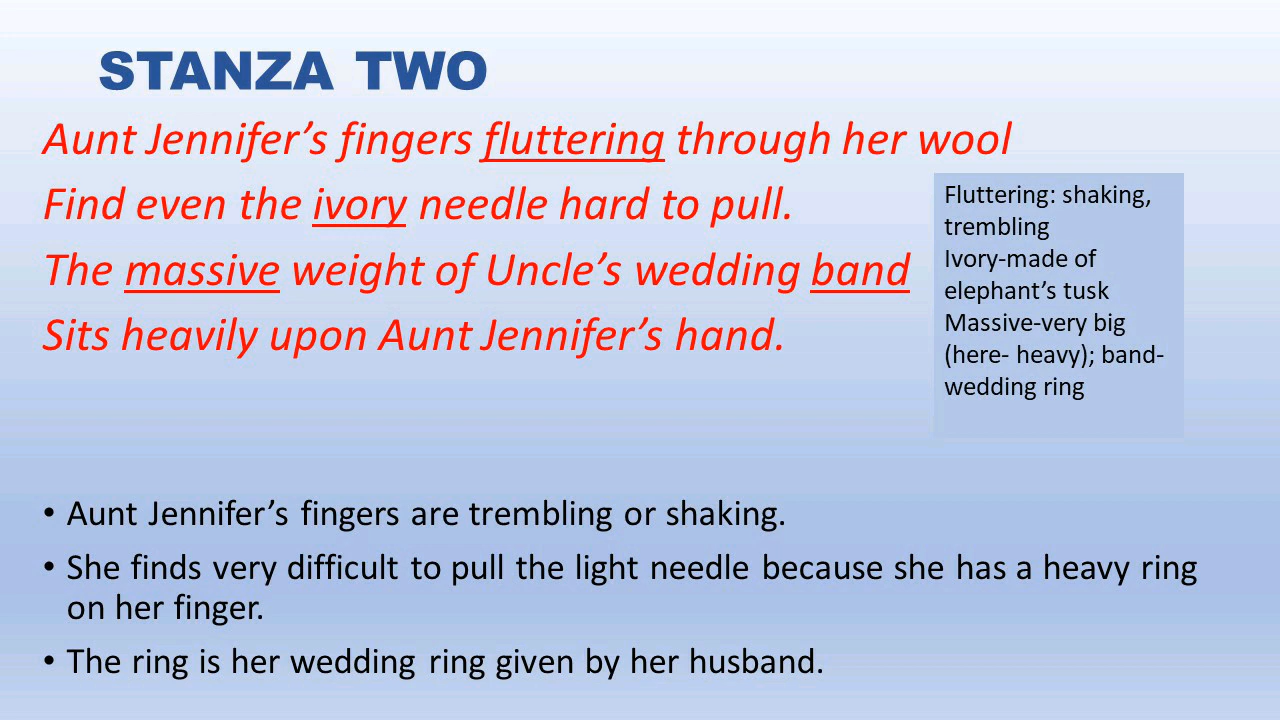 STANZA TWO
Aunt Jennifer’s fingers fluttering through her wool
Find even the ivory needle hard to pull.
The massive weight of Uncle’s wedding band
Sits heavily upon Aunt Jennifer’s hand.
Fluttering: shaking,
trembling
Ivory-made of
elephant’s tusk
Massive-very big
(here- heavy); band-
wedding ring
• Aunt Jennifer’s fingers are trembling or shaking.
• She finds very difficult to pull the light needle because she has a heavy ring
on her finger.
• The ring is her wedding ring given by her husband.